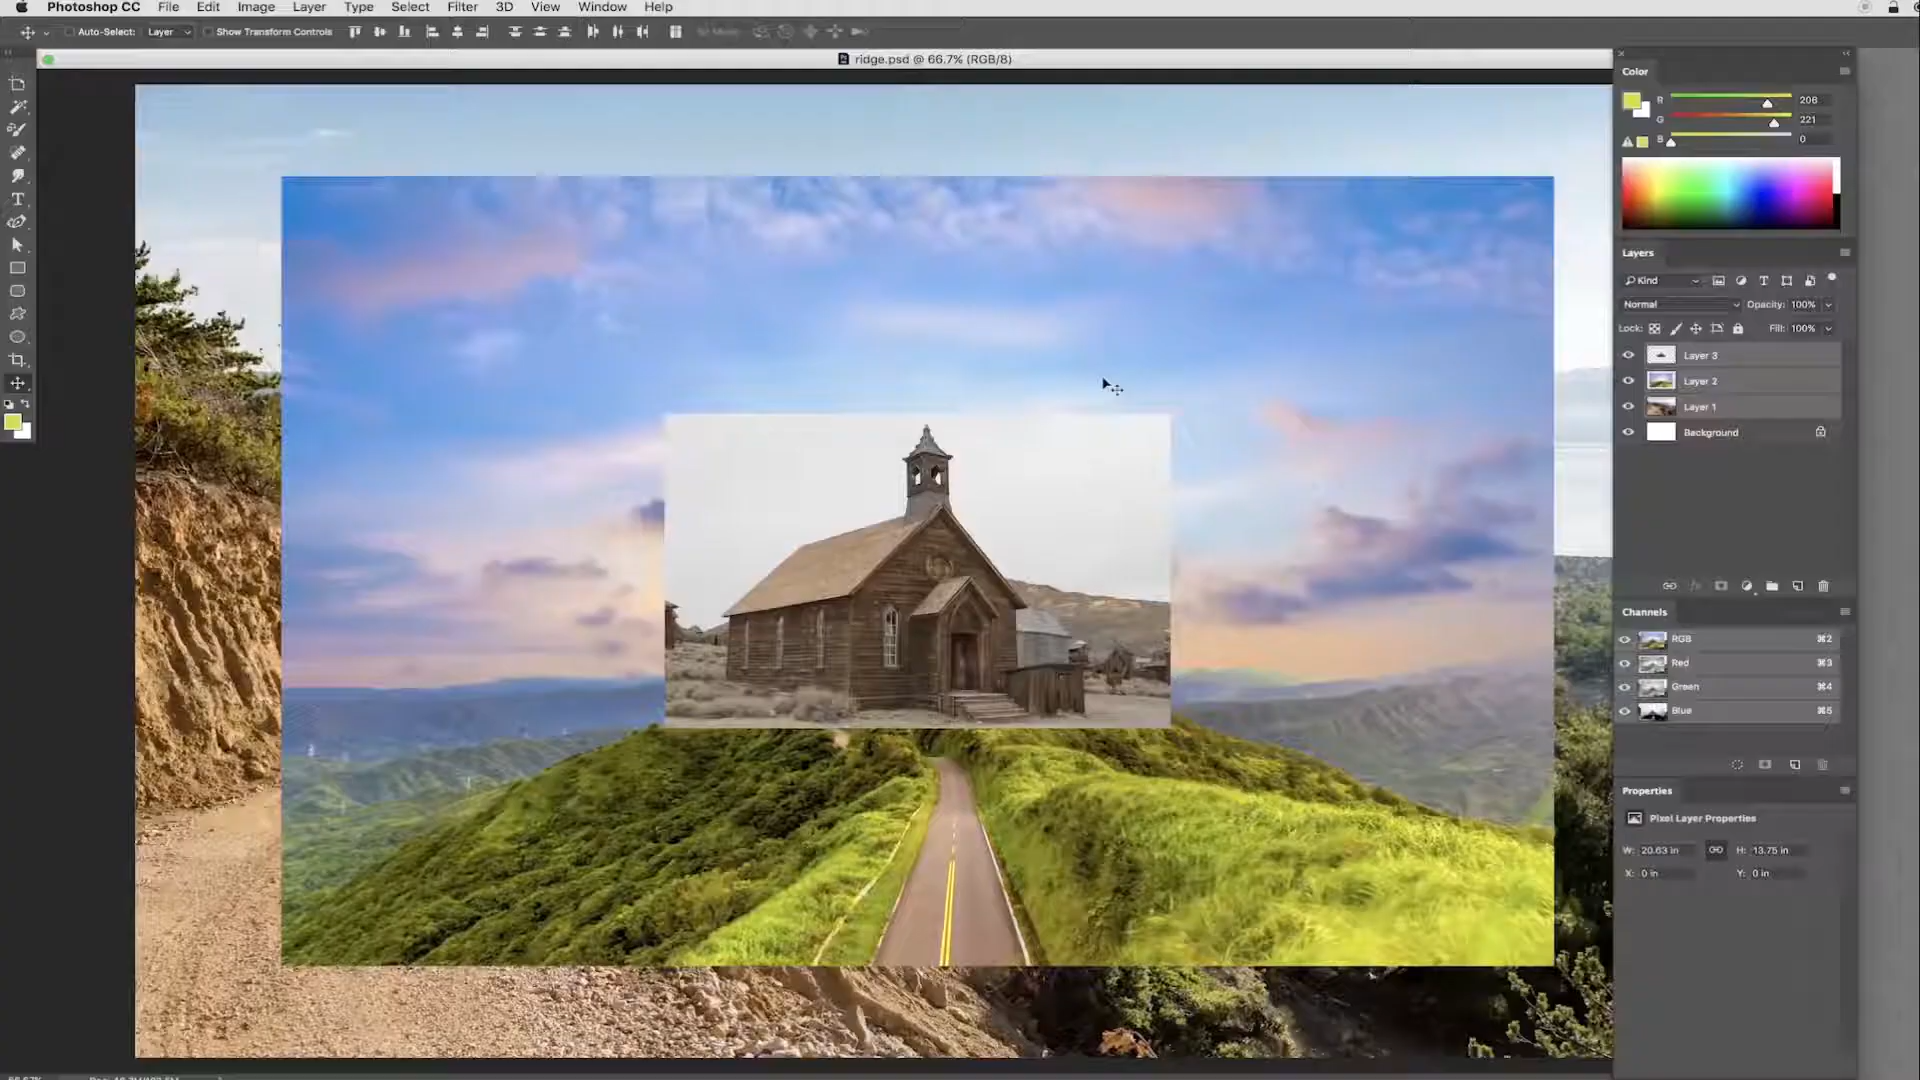 Photoshop CC File Edit Image Layer Type Select Filter 3D View Window Help
Auto-Select: Layer Show Transform Controls
ridge.psd @ 66.7% (RGB/8)
Color
R 206
G 221
B 0
Layers
Kind
Normal Opacity: 100%
Lock: Fill: 100%
Layer 3
Layer 2
Layer 1
Background
Channels
RGB ⌘2
Red ⌘3
Green ⌘4
Blue ⌘5
Properties
Pixel Layer Properties
W: 20.63 in H: 13.75 in
X: 0 in Y: 0 in